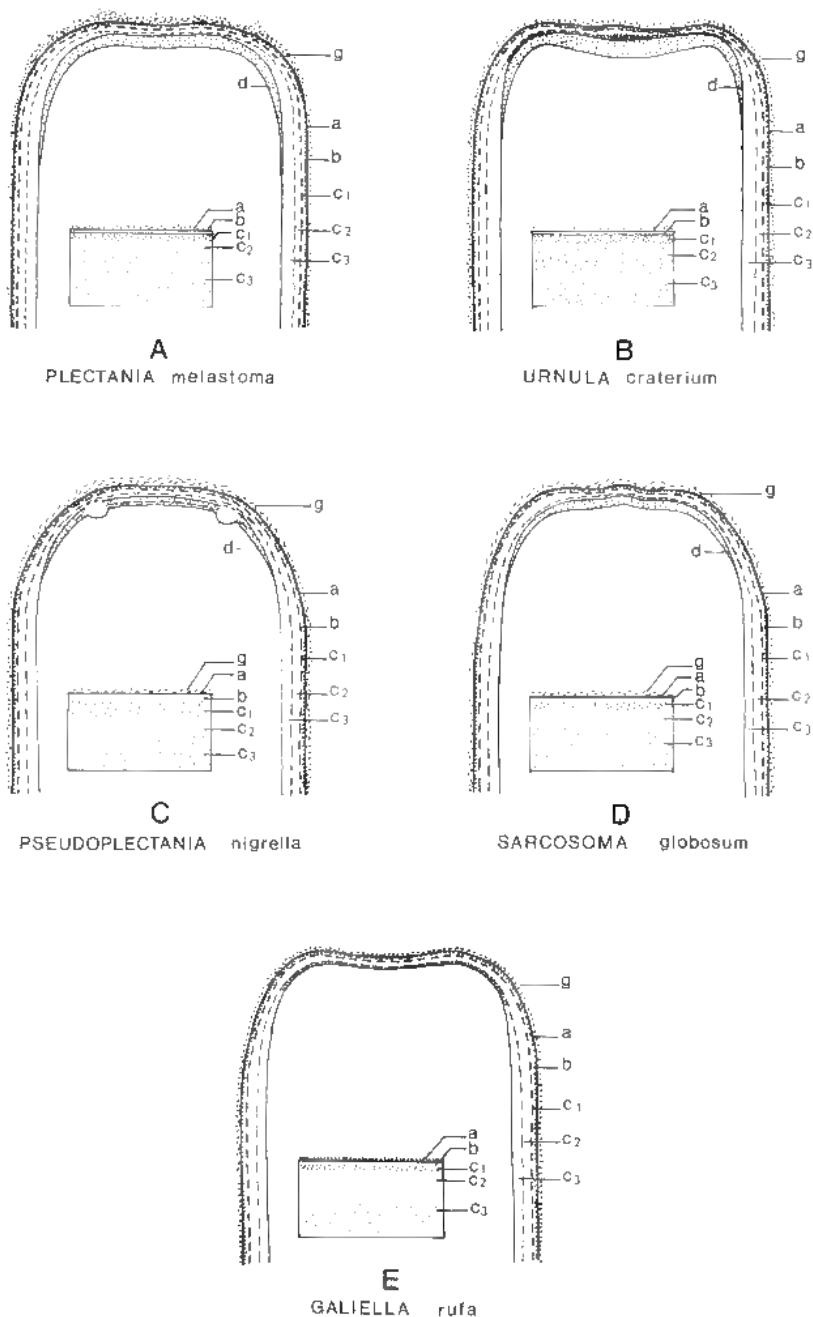 g
d
a
b
c1
c2
c3
a
b
c1
c2
c3
A
PLECTANIA melastoma
g
d
a
b
c1
c2
c3
a
b
c1
c2
c3
B
URNULA craterium
g
d
a
b
c1
c2
c3
g
a
b
c1
c2
c3
C
PSEUDOPLECTANIA nigrella
g
d
a
b
c1
c2
c3
g
a
b
c1
c2
c3
D
SARCOSOMA globosum
g
a
b
c1
c2
c3
a
b
c1
c2
c3
E
GALIELLA rufa